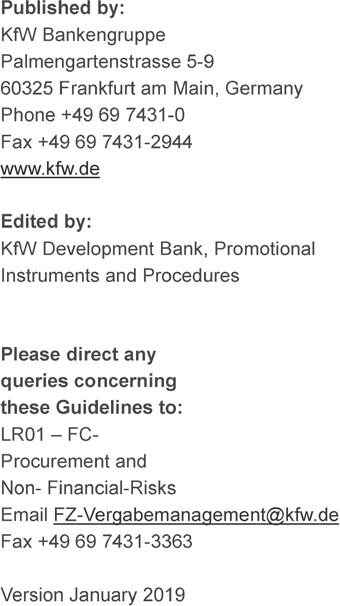 Published by:
KfW Bankengruppe
Palmengartenstrasse 5-9
60325 Frankfurt am Main, Germany
Phone +49 69 7431-0
Fax +49 69 7431-2944
www.kfw.de
Edited by:
KfW Development Bank, Promotional
Instruments and Procedures
Please direct any
queries concerning
these Guidelines to:
LR01 – FC-
Procurement and
Non- Financial-Risks
Email FZ-Vergabemanagement@kfw.de
Fax +49 69 7431-3363
Version January 2019